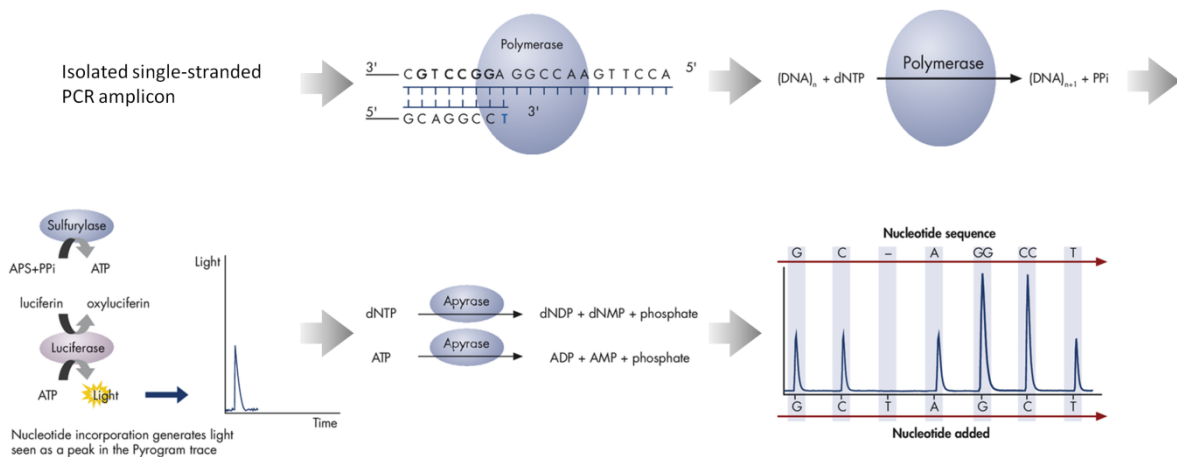 Isolated single-stranded
PCR amplicon
Polymerase
3' CGTCCGGAGGCCAAGTTCCA 5'
3'
5' GCAGGCCT
Polymerase
(DNA)n + dNTP (DNA)n+1 + PPi
Sulfurylase
APS+PPi ATP
luciferin oxyluciferin
Luciferase
ATP Light
Nucleotide incorporation generates light
seen as a peak in the Pyrogram trace
Light
Time
Apyrase
dNTP dNDP + dNMP + phosphate
Apyrase
ATP ADP + AMP + phosphate
Nucleotide sequence
G C – A GG CC T
G C T A G C T
Nucleotide added